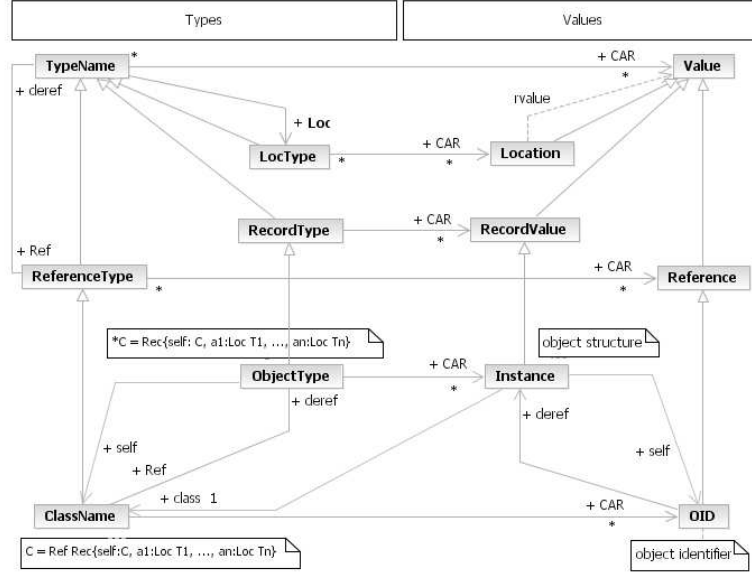 Types
Values
TypeName
*
+ CAR
*
Value
+ deref
rvalue
+ Loc
LocType
*
+ CAR
*
Location
RecordType
+ CAR
*
RecordValue
+ Ref
ReferenceType
*
+ CAR
*
Reference
*C = Rec{self: C, a1:Loc T1, ..., an:Loc Tn}
object structure
ObjectType
+ CAR
*
Instance
+ deref
+ deref
+ self
+ Ref
+ self
+ class 1
ClassName
+ CAR
*
OID
C = Ref Rec{self:C, a1:Loc T1, ..., an:Loc Tn}
object identifier